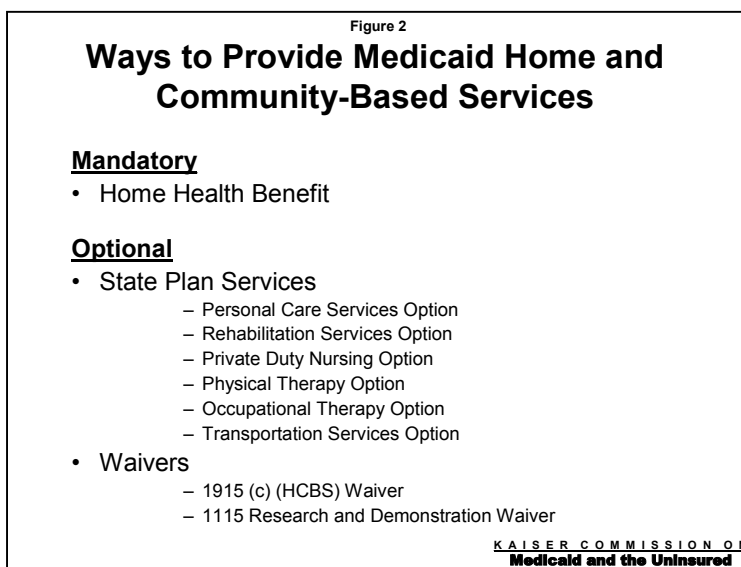 Figure 2
Ways to Provide Medicaid Home and
Community-Based Services
Mandatory
• Home Health Benefit
Optional
• State Plan Services
– Personal Care Services Option
– Rehabilitation Services Option
– Private Duty Nursing Option
– Physical Therapy Option
– Occupational Therapy Option
– Transportation Services Option
• Waivers
– 1915 (c) (HCBS) Waiver
– 1115 Research and Demonstration Waiver
KAISER COMMISSION O
Medicaid and the Uninsured